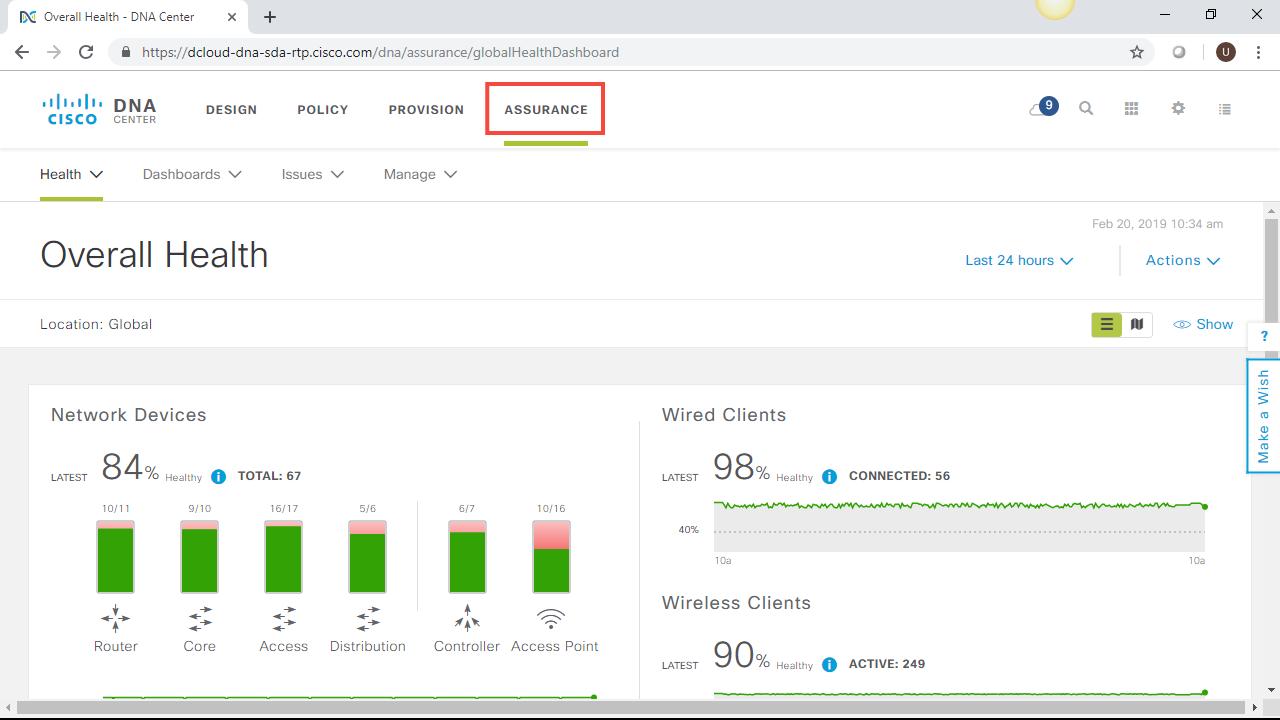 Overall Health - DNA Center
https://dcloud-dna-sda-rtp.cisco.com/dna/assurance/globalHealthDashboard
U
CISCO DNA CENTER
DESIGN POLICY PROVISION ASSURANCE
9
Health Dashboards Issues Manage
Feb 20, 2019 10:34 am
Overall Health
Last 24 hours Actions
Location: Global
Show
?
Make a Wish
Network Devices
LATEST 84% Healthy i TOTAL: 67
10/11 9/10 16/17 5/6 6/7 10/16
Router Core Access Distribution Controller Access Point
Wired Clients
LATEST 98% Healthy i CONNECTED: 56
40%
10a 10a
Wireless Clients
LATEST 90% Healthy i ACTIVE: 249